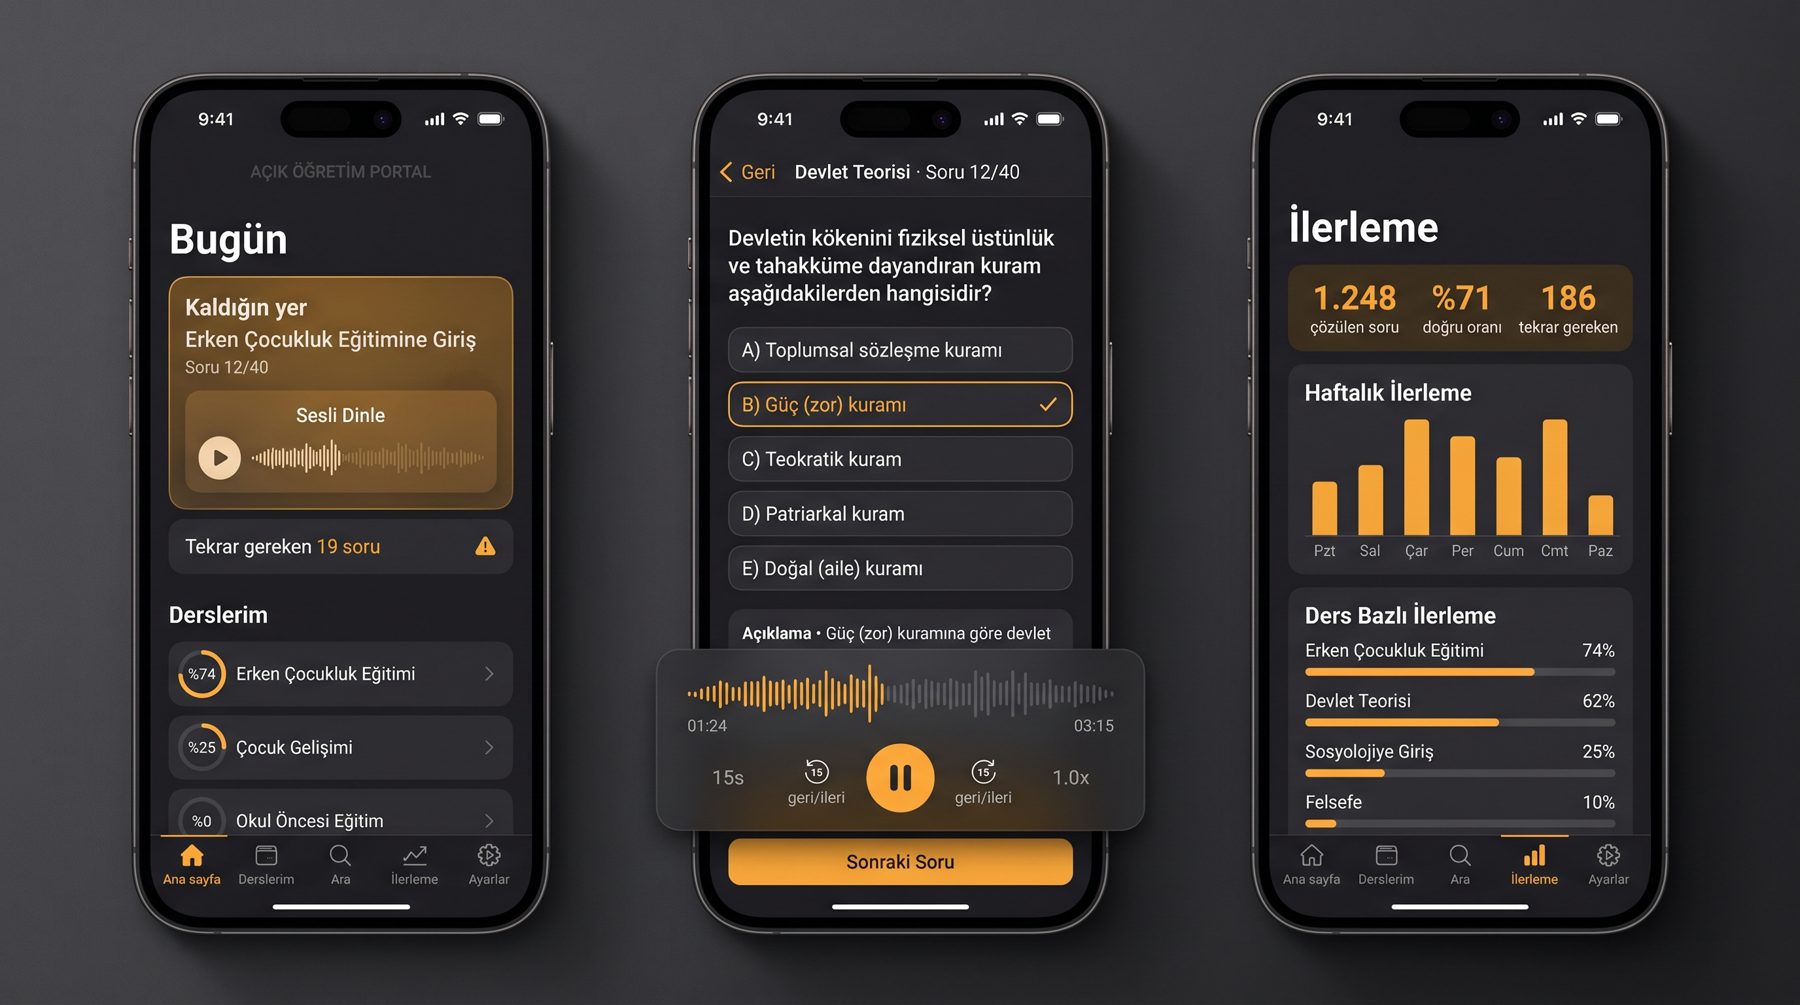 9:41
AÇIK ÖĞRETİM PORTAL
Bugün
Kaldığın yer
Erken Çocukluk Eğitimine Giriş
Soru 12/40
Sesli Dinle
Tekrar gereken 19 soru
Derslerim
%74 Erken Çocukluk Eğitimi
%25 Çocuk Gelişimi
%0 Okul Öncesi Eğitim
Ana sayfa Derslerim Ara İlerleme Ayarlar
9:41
Geri Devlet Teorisi · Soru 12/40
Devletin kökenini fiziksel üstünlük
ve tahakküme dayandıran kuram
aşağıdakilerden hangisidir?
A) Toplumsal sözleşme kuramı
B) Güç (zor) kuramı
C) Teokratik kuram
D) Patriarkal kuram
E) Doğal (aile) kuramı
Açıklama • Güç (zor) kuramına göre devlet
01:24 03:15
15s 15 15 1.0x
geri/ileri geri/ileri
Sonraki Soru
9:41
İlerleme
1.248 %71 186
çözülen soru doğru oranı tekrar gereken
Haftalık İlerleme
Pzt Sal Çar Per Cum Cmt Paz
Ders Bazlı İlerleme
Erken Çocukluk Eğitimi 74%
Devlet Teorisi 62%
Sosyolojiye Giriş 25%
Felsefe 10%
Ana sayfa Derslerim Ara İlerleme Ayarlar